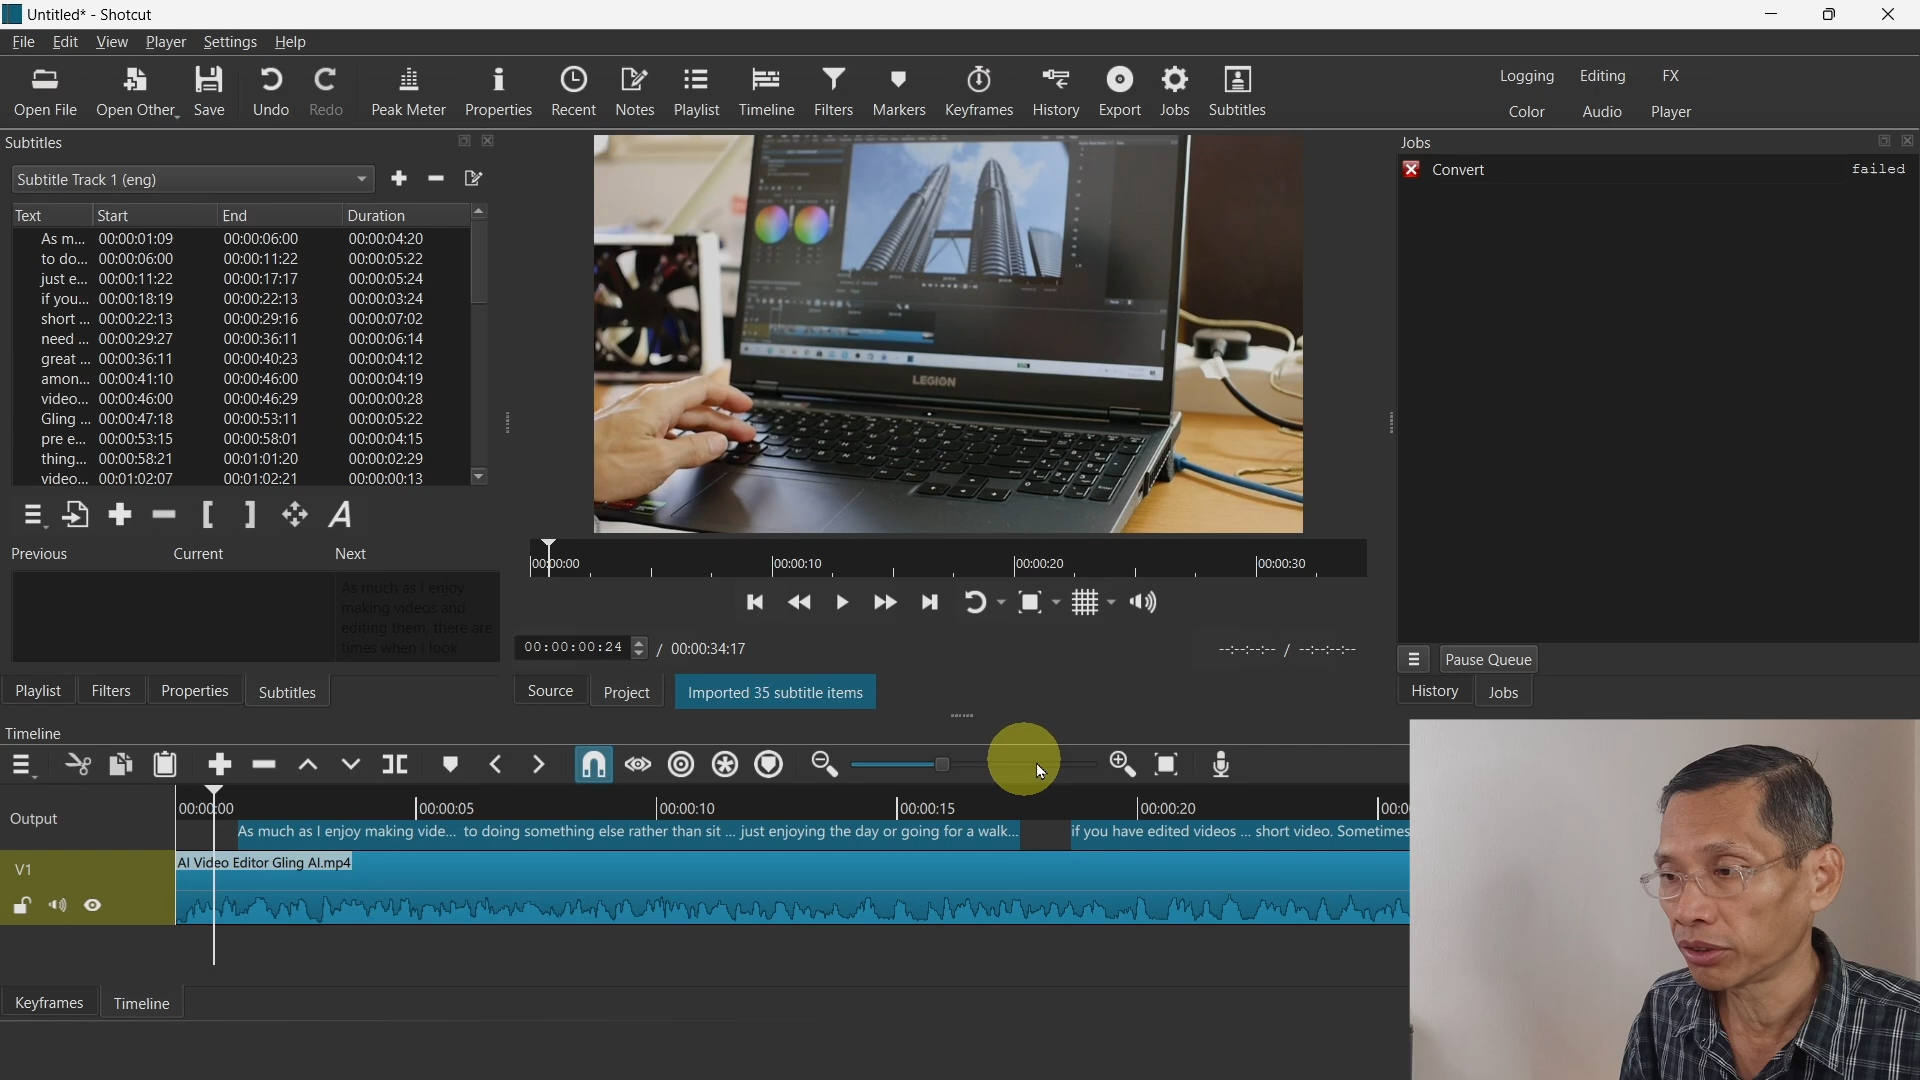 Untitled* - Shotcut
File Edit View Player Settings Help
Open File Open Other... Save Undo Redo Peak Meter Properties Recent Notes Playlist Timeline Filters Markers Keyframes History Export Jobs Subtitles
Logging Editing FX
Color Audio Player
Subtitles
Subtitle Track 1 (eng)
Text Start End Duration
As m... 00:00:01:09 00:00:06:00 00:00:04:20
to do... 00:00:06:00 00:00:11:22 00:00:05:22
just e... 00:00:11:22 00:00:17:17 00:00:05:24
if you... 00:00:18:19 00:00:22:13 00:00:03:24
short ... 00:00:22:13 00:00:29:16 00:00:07:02
need ... 00:00:29:27 00:00:36:11 00:00:06:14
great ... 00:00:36:11 00:00:40:23 00:00:04:12
amon... 00:00:41:10 00:00:46:00 00:00:04:19
video... 00:00:46:00 00:00:46:29 00:00:00:28
Gling ... 00:00:47:18 00:00:53:11 00:00:05:22
pre e... 00:00:53:15 00:00:58:01 00:00:04:15
thing... 00:00:58:21 00:01:01:20 00:00:02:29
video... 00:01:02:07 00:01:02:21 00:00:00:13
Previous Current Next
As much as I enjoy
making videos and
editing them, there are
times when I look
Playlist Filters Properties Subtitles
LEGION
00:00:00 00:00:10 00:00:20 00:00:30
00:00:00:24 / 00:00:34:17
--:--:--:-- / --:--:--:--
Source Project Imported 35 subtitle items
Jobs
Convert failed
Pause Queue
History Jobs
Timeline
Output
00:00:00 00:00:05 00:00:10 00:00:15 00:00:20 00:0
As much as I enjoy making vide... to doing something else rather than sit ... just enjoying the day or going for a walk... if you have edited videos ... short video. Sometimes
V1
AI Video Editor Gling AI.mp4
Keyframes Timeline